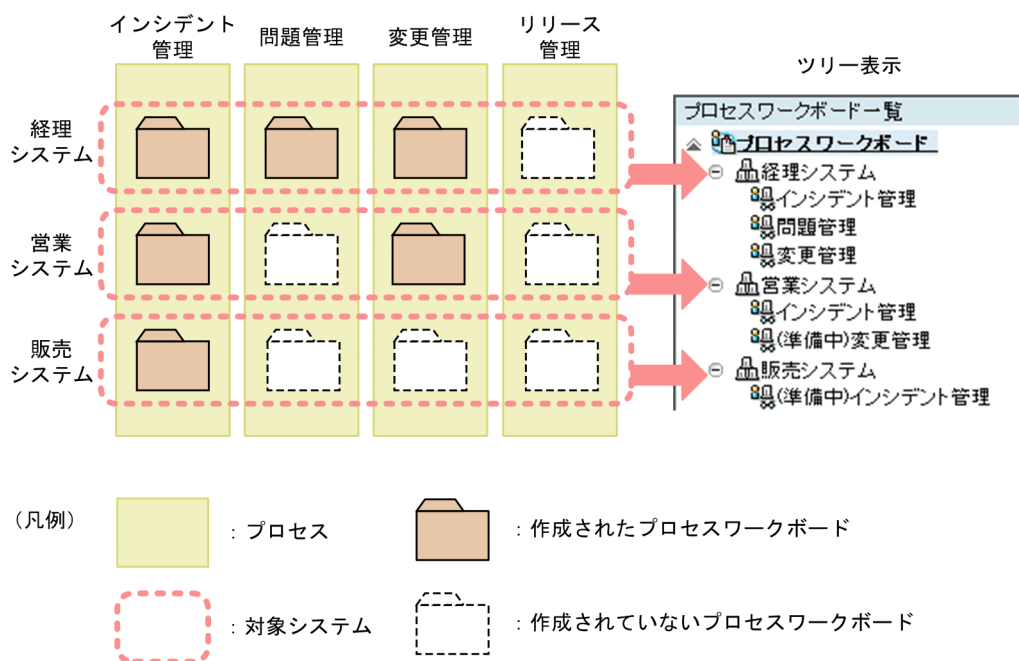 インシデント
管理
問題管理
変更管理
リリース
管理
ツリー表示
経理
システム
営業
システム
販売
システム
プロセスワークボード一覧
プロセスワークボード
経理システム
インシデント管理
問題管理
変更管理
営業システム
インシデント管理
(準備中)変更管理
販売システム
(準備中)インシデント管理
(凡例)
:プロセス
:作成されたプロセスワークボード
:対象システム
:作成されていないプロセスワークボード